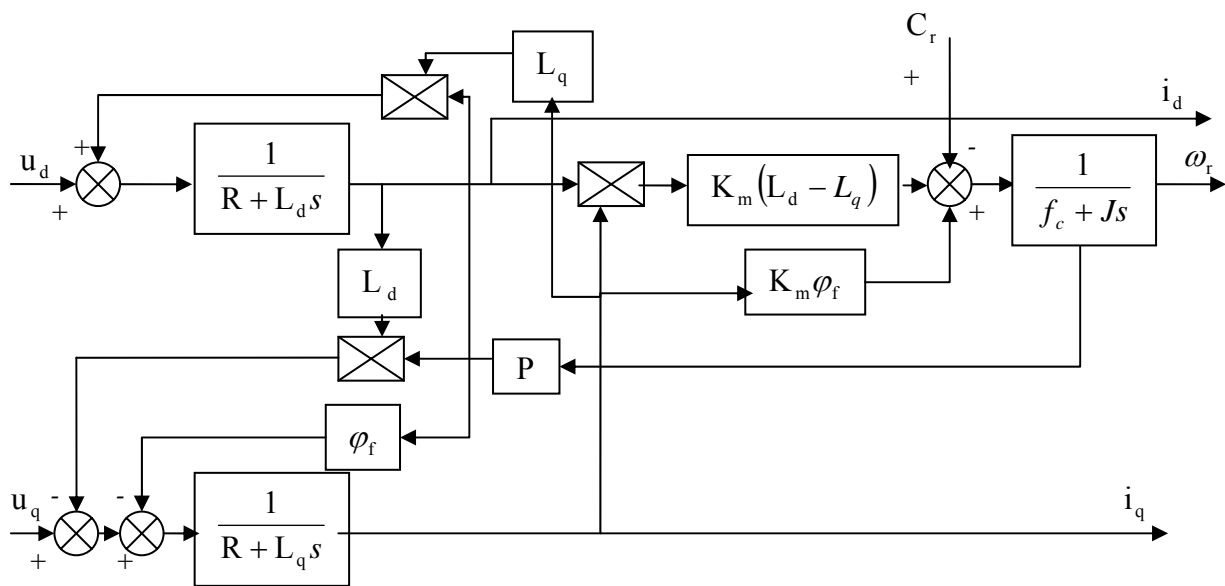 C_r
+
L_q
i_d
+
u_d
+
1
R + L_d s
K_m(L_d − L_q)
-
+
1
f_c + Js
ω_r
L_d
K_m φ_f
P
φ_f
u_q
-
+
-
+
1
R + L_q s
i_q